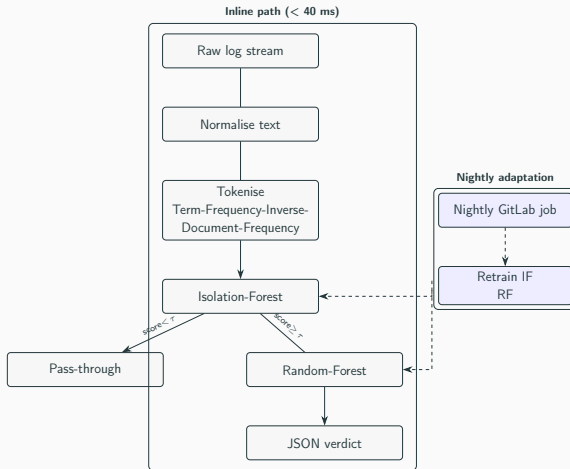 Inline path (< 40 ms)
Raw log stream
Normalise text
Tokenise
Term-Frequency-Inverse-
Document-Frequency
Nightly adaptation
Nightly GitLab job
Retrain IF
RF
Isolation-Forest
score< τ
score≥ τ
Pass-through
Random-Forest
JSON verdict